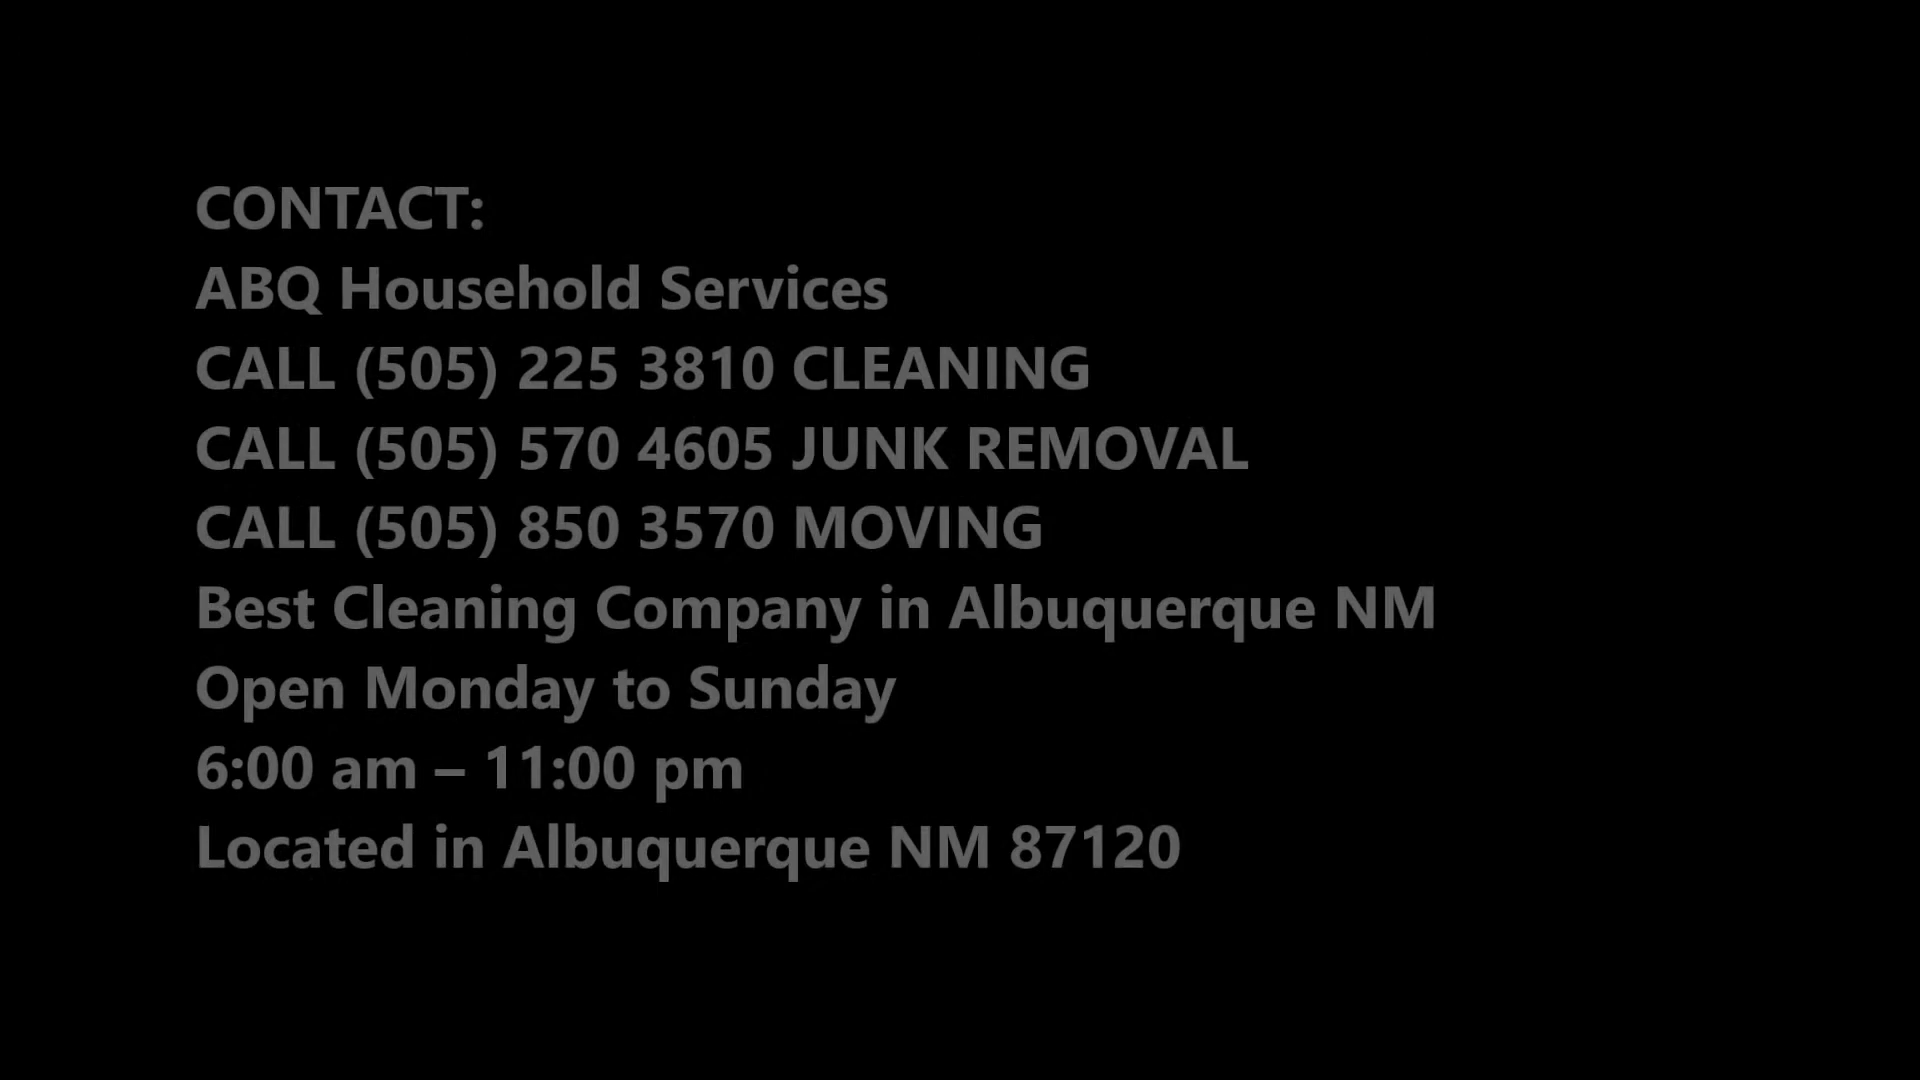 CONTACT:
ABQ Household Services
CALL (505) 225 3810 CLEANING
CALL (505) 570 4605 JUNK REMOVAL
CALL (505) 850 3570 MOVING
Best Cleaning Company in Albuquerque NM
Open Monday to Sunday
6:00 am – 11:00 pm
Located in Albuquerque NM 87120